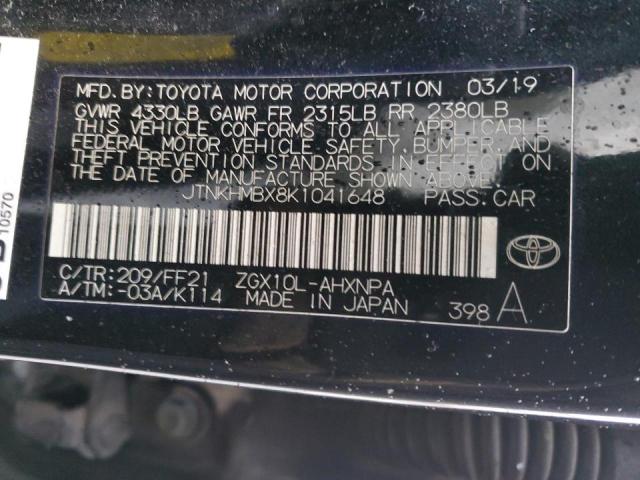 MFD. BY: TOYOTA MOTOR CORPORATION 03/19
GVWR 4330LB GAWR FR 2315LB RR 2380LB
THIS VEHICLE CONFORMS TO ALL APPLICABLE
FEDERAL MOTOR VEHICLE SAFETY, BUMPER, AND
THEFT PREVENTION STANDARDS IN EFFECT ON
THE DATE OF MANUFACTURE SHOWN ABOVE.
JTNKHMBX8K1041648 PASS. CAR
C/TR: 209/FF21 ZGX10L-AHXNPA
A/TM: -03A/K114 MADE IN JAPAN 398 A
10570